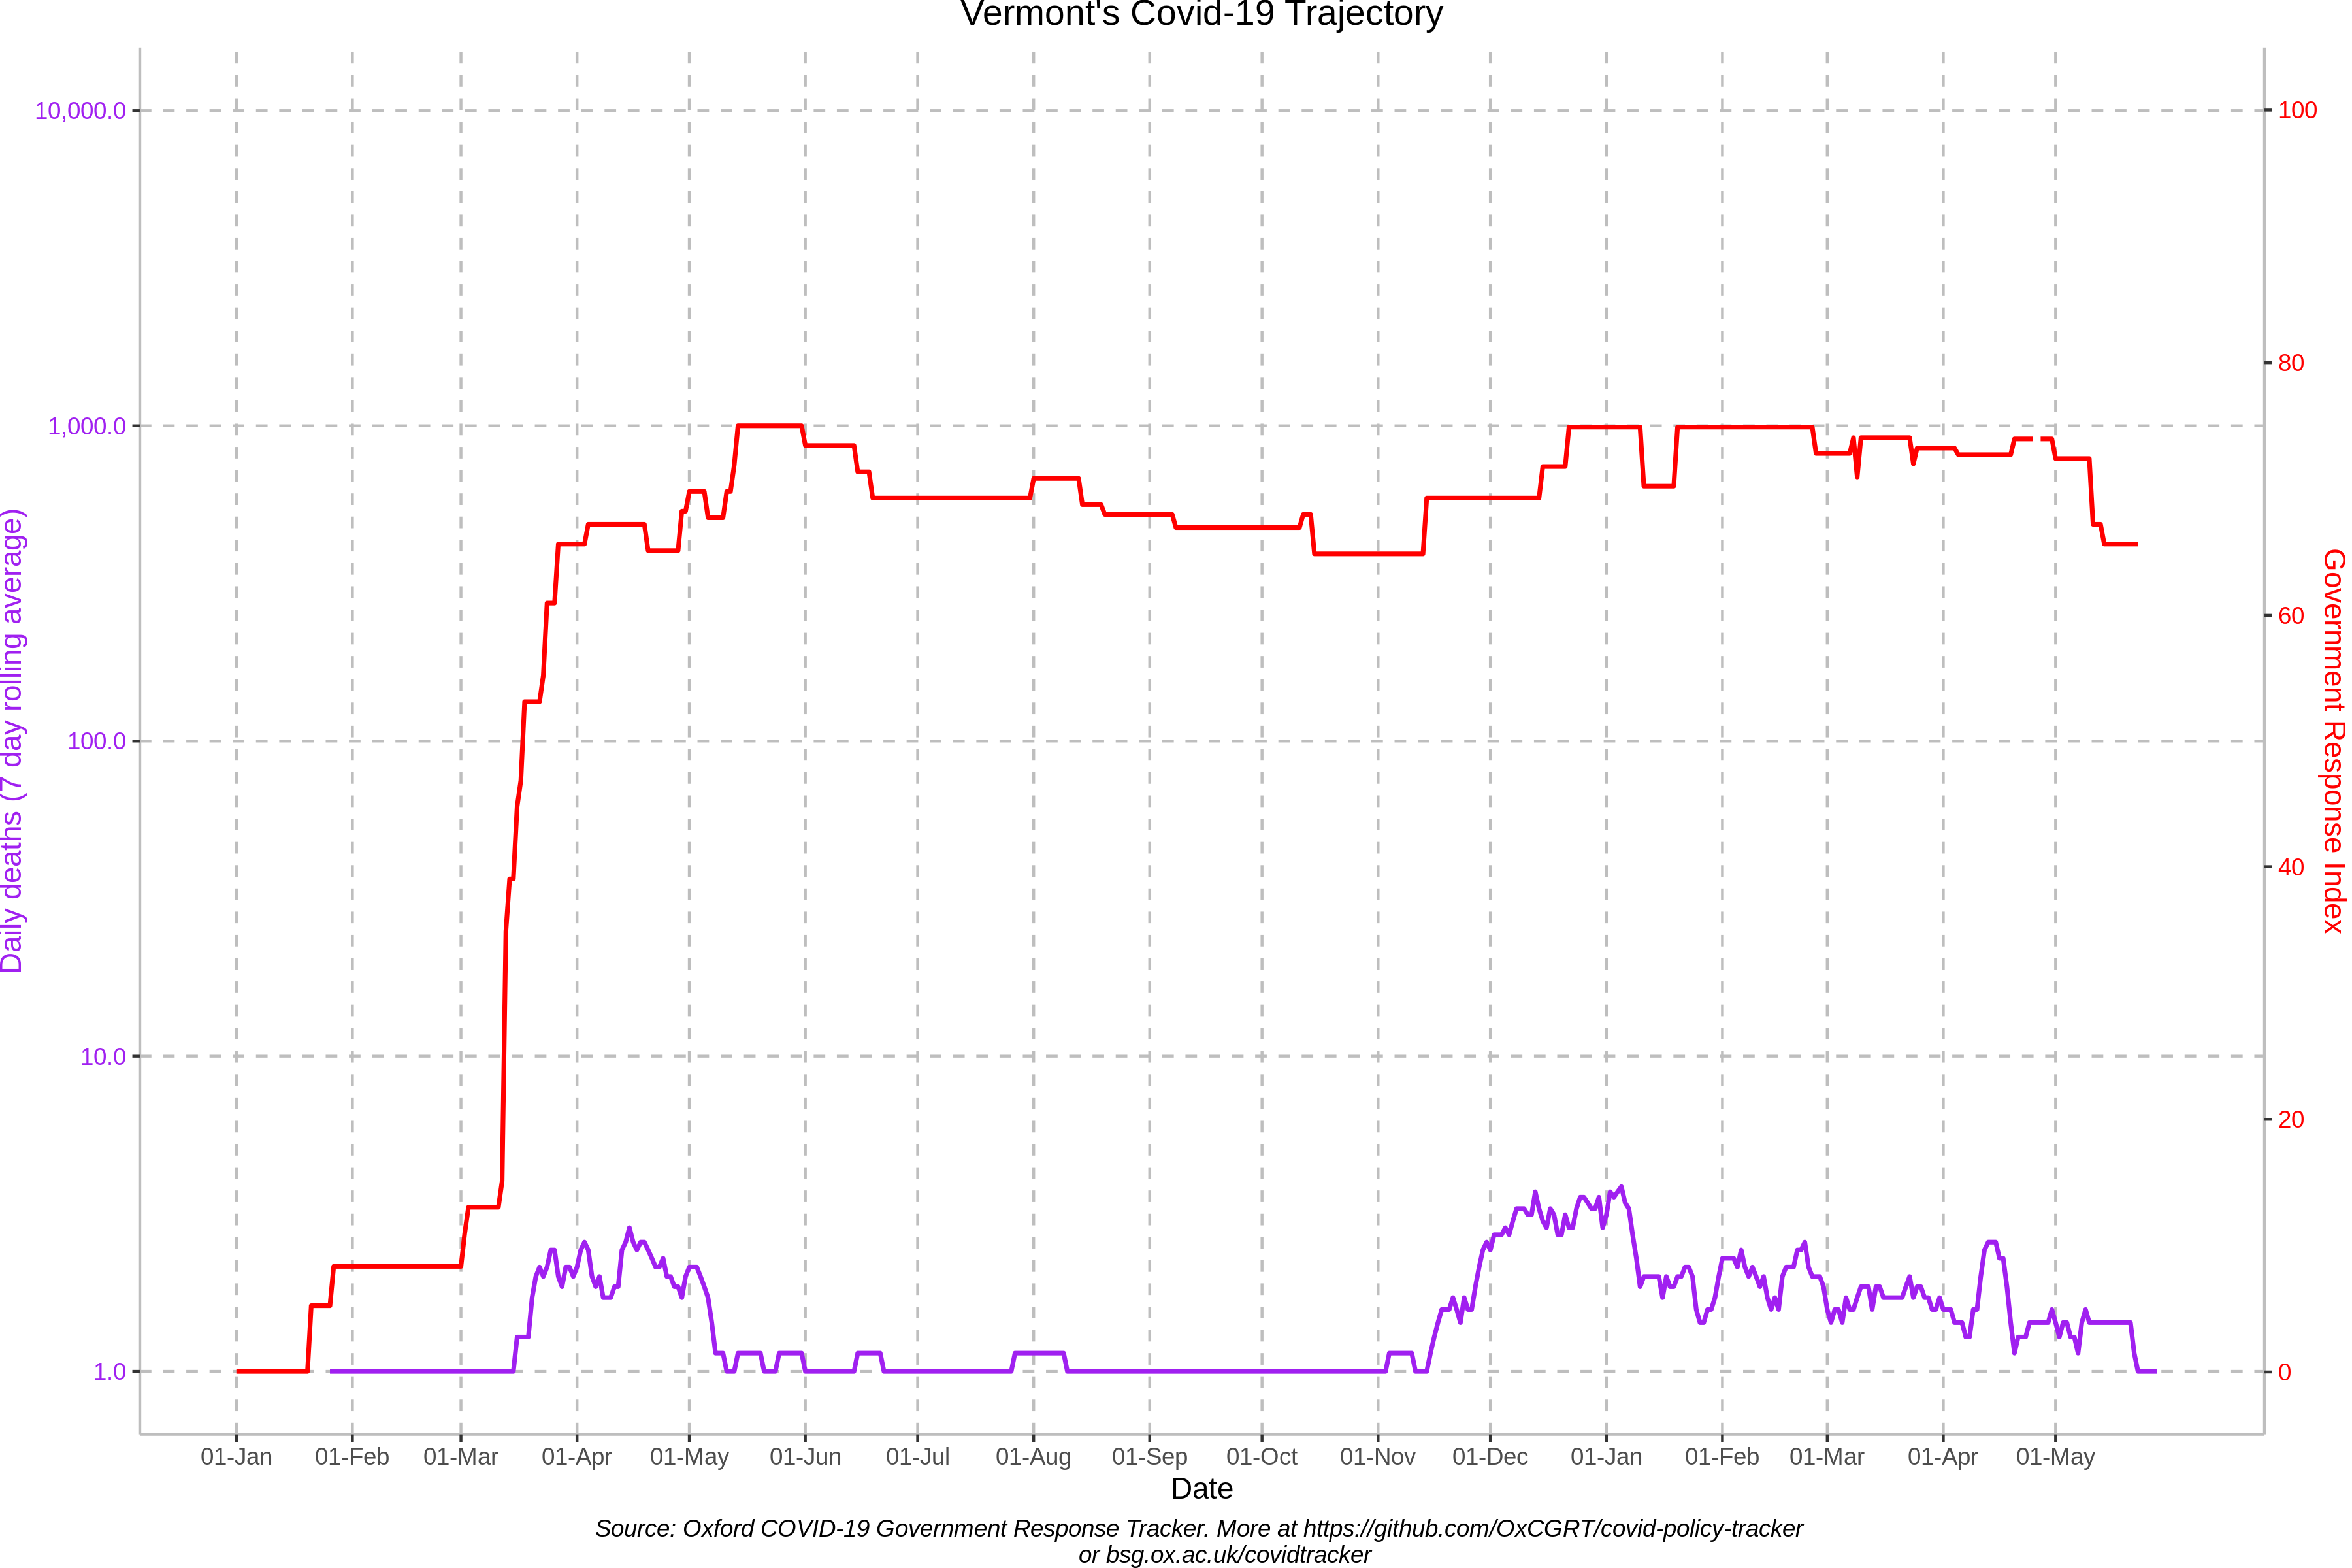 Vermont's Covid-19 Trajectory
10,000.0
1,000.0
100.0
10.0
1.0
Daily deaths (7 day rolling average)
100
80
60
40
20
0
Government Response Index
01-Jan 01-Feb 01-Mar 01-Apr 01-May 01-Jun 01-Jul 01-Aug 01-Sep 01-Oct 01-Nov 01-Dec 01-Jan 01-Feb 01-Mar 01-Apr 01-May
Date
Source: Oxford COVID-19 Government Response Tracker. More at https://github.com/OxCGRT/covid-policy-tracker
or bsg.ox.ac.uk/covidtracker